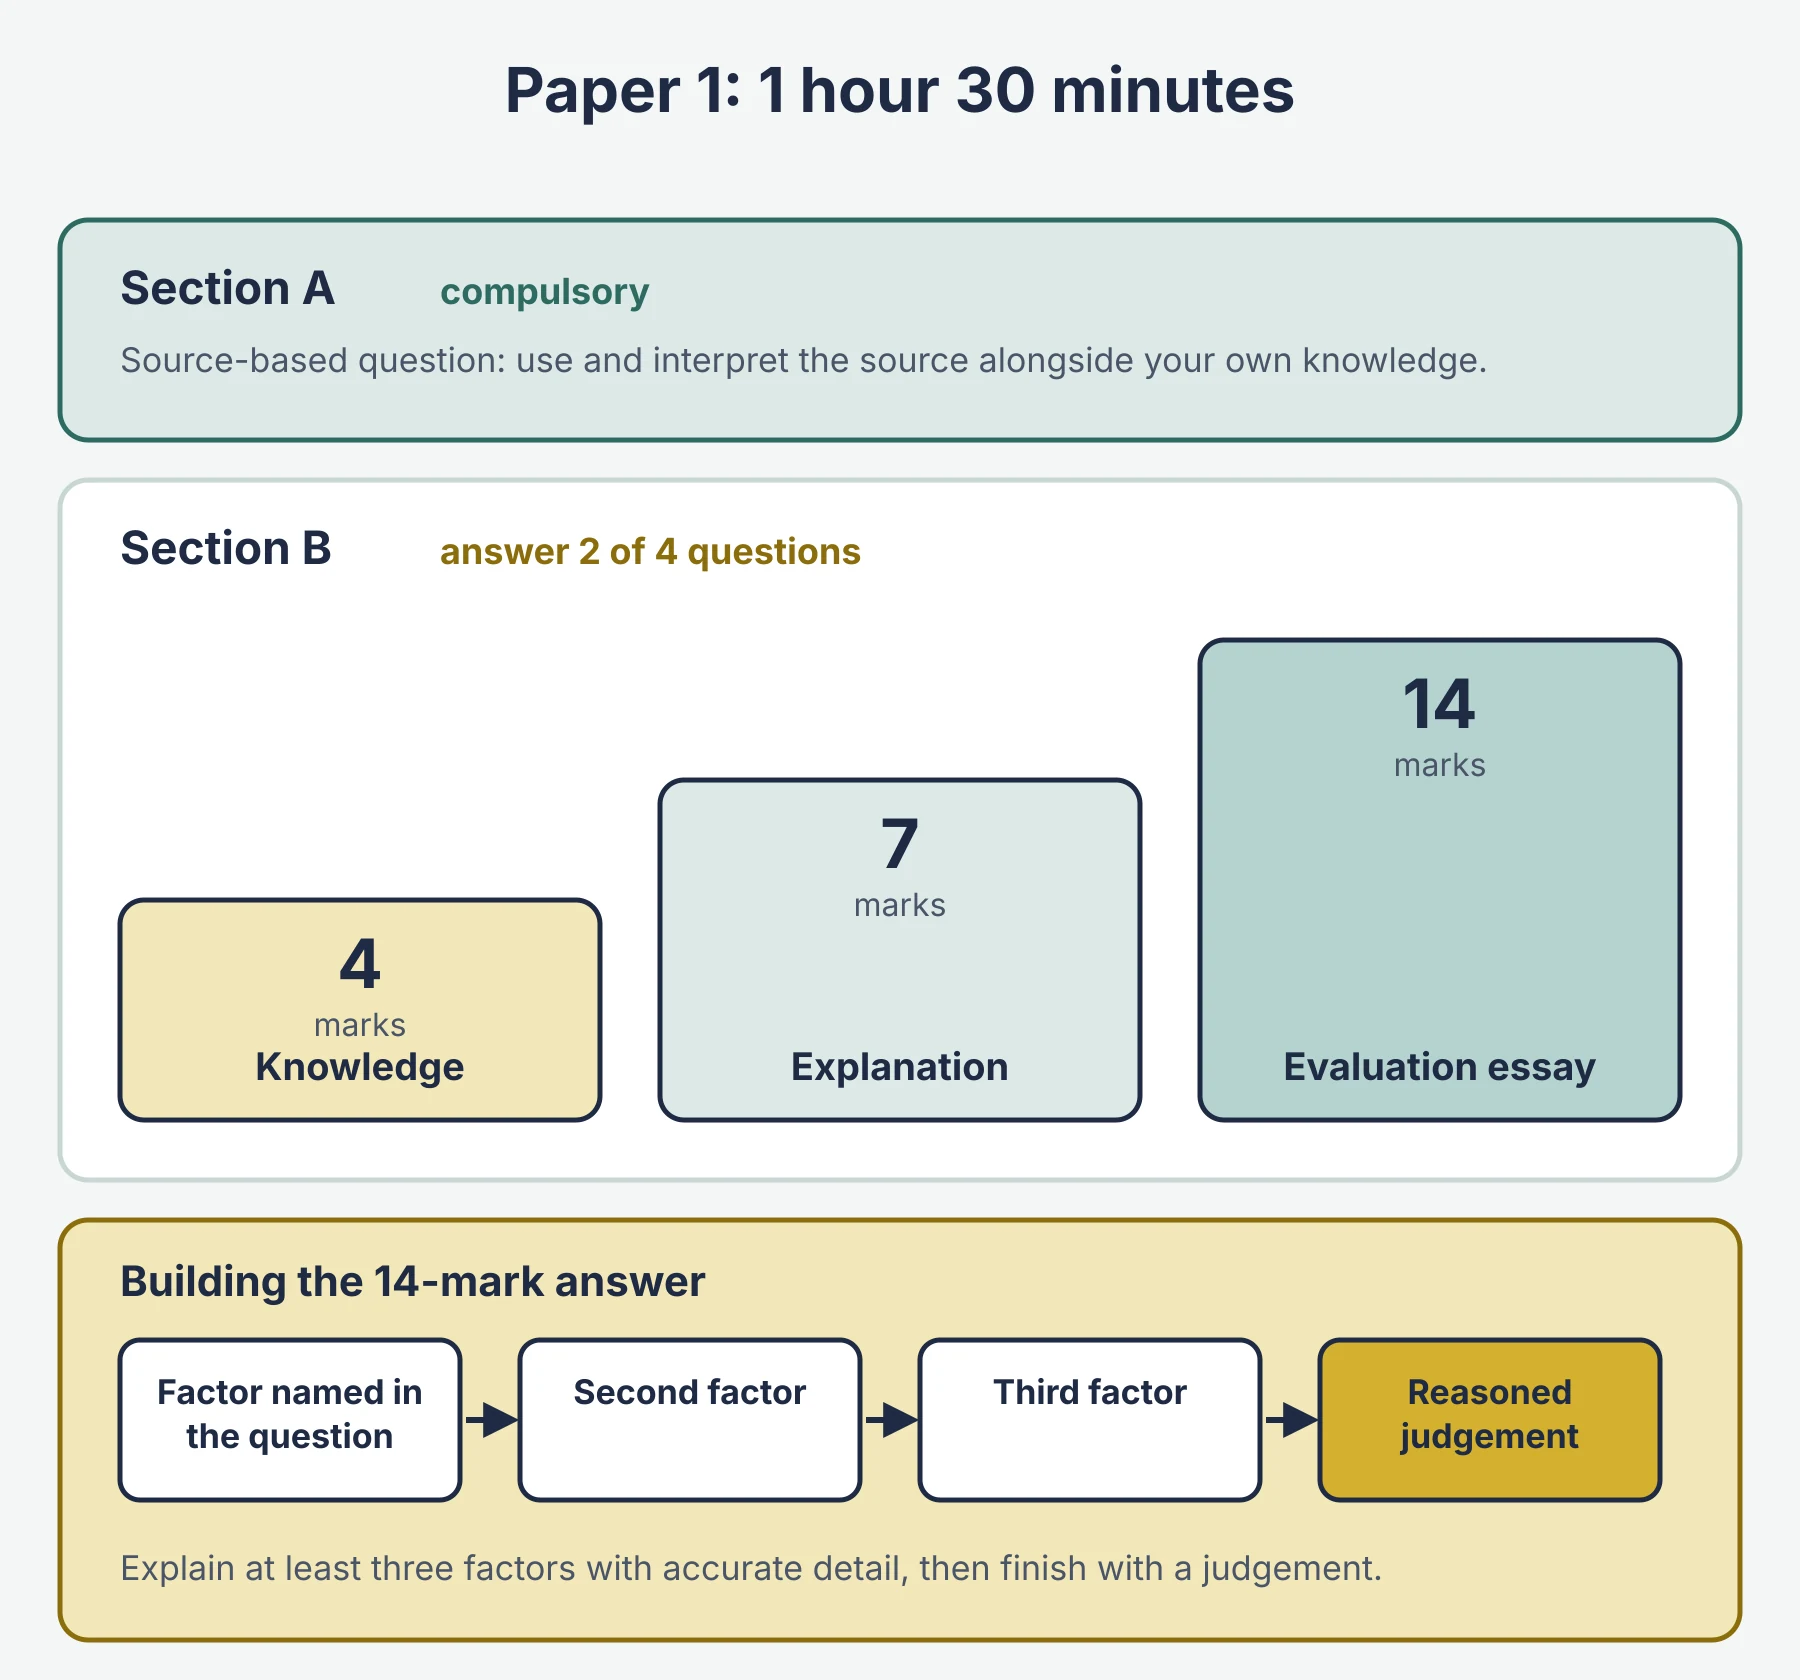 Paper 1: 1 hour 30 minutes
Section A
compulsory
Source-based question: use and interpret the source alongside your own knowledge.
Section B
answer 2 of 4 questions
4
marks
Knowledge
7
marks
Explanation
14
marks
Evaluation essay
Building the 14-mark answer
Factor named in
the question
Second factor
Third factor
Reasoned
judgement
Explain at least three factors with accurate detail, then finish with a judgement.